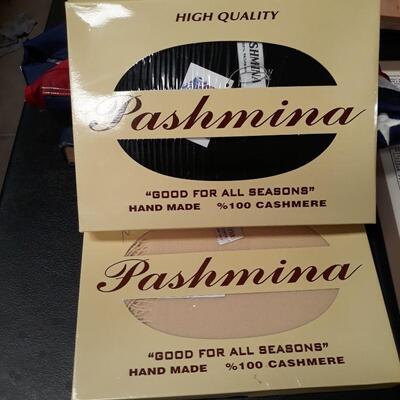 HIGH QUALITY
Pashmina
"GOOD FOR ALL SEASONS"
HAND MADE %100 CASHMERE
Pashmina
"GOOD FOR ALL SEASONS"
HAND MADE %100 CASHMERE